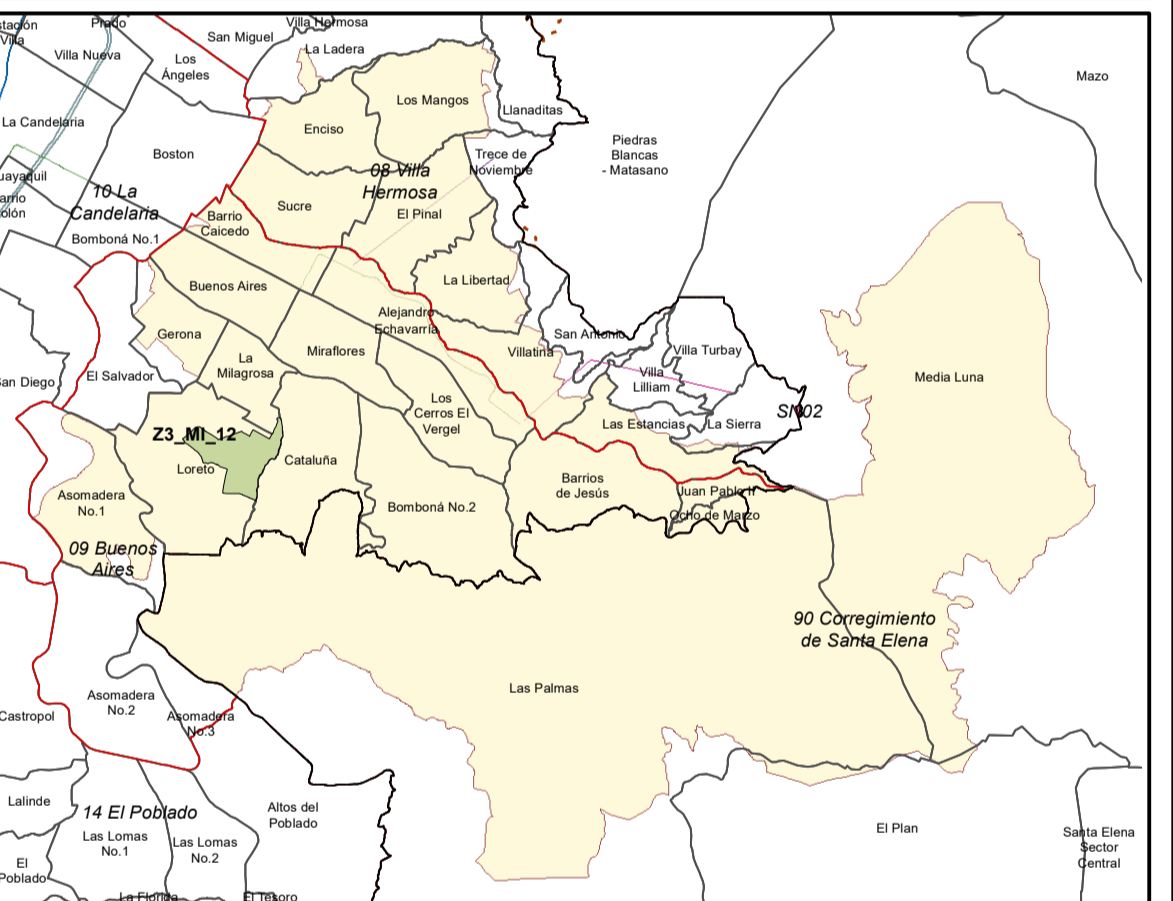 stación
Villa
Prado
Villa Hermosa
San Miguel
La Ladera
Villa Nueva
Los
Ángeles
Mazo
Los Mangos
Llanaditas
La Candelaria
Enciso
Boston
Piedras
Blancas
- Matasano
Trece de
Noviembre
uayaquil
08 Villa
Hermosa
10 La
Candelaria
arrio
olón
Sucre
Barrio
Caicedo
El Pinal
Bomboná No.1
La Libertad
Buenos Aires
Alejandro
Echavarría
Gerona
San Antonio
Miraflores
Villatina
Villa Turbay
La
Milagrosa
El Salvador
San Diego
Villa
Lilliam
Media Luna
Los
Cerros El
Vergel
SN02
Las Estancias
La Sierra
Z3_MI_12
Loreto
Cataluña
Barrios
de Jesús
Juan Pablo II
Asomadera
No.1
Bomboná No.2
Ocho de Marzo
09 Buenos
Aires
90 Corregimiento
de Santa Elena
Las Palmas
Asomadera
No.2
Castropol
Asomadera
No.3
Lalinde
14 El Poblado
Altos del
Poblado
Las Lomas
No.1
Las Lomas
No.2
El Plan
Santa Elena
Sector
Central
El
Poblado
La Florida
El Tesoro